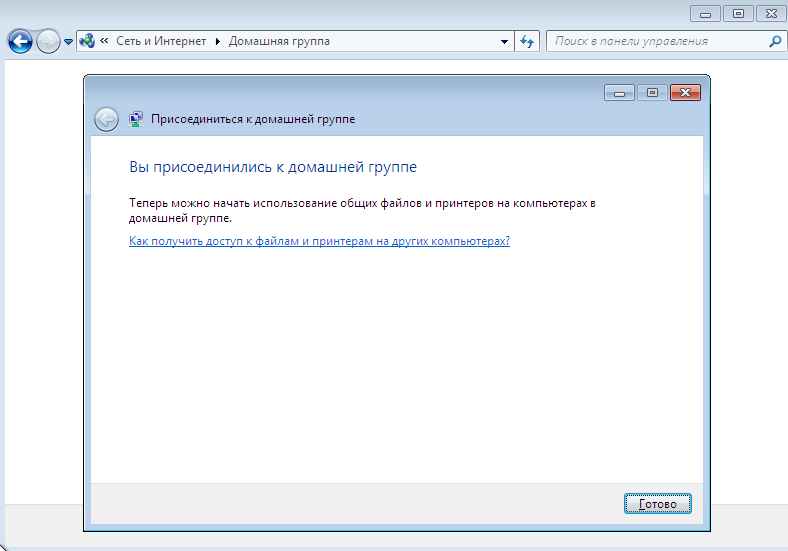 « Сеть и Интернет Домашняя группа Поиск в панели управления
Присоединиться к домашней группе
Вы присоединились к домашней группе
Теперь можно начать использование общих файлов и принтеров на компьютерах в
домашней группе.
Как получить доступ к файлам и принтерам на других компьютерах?
Готово